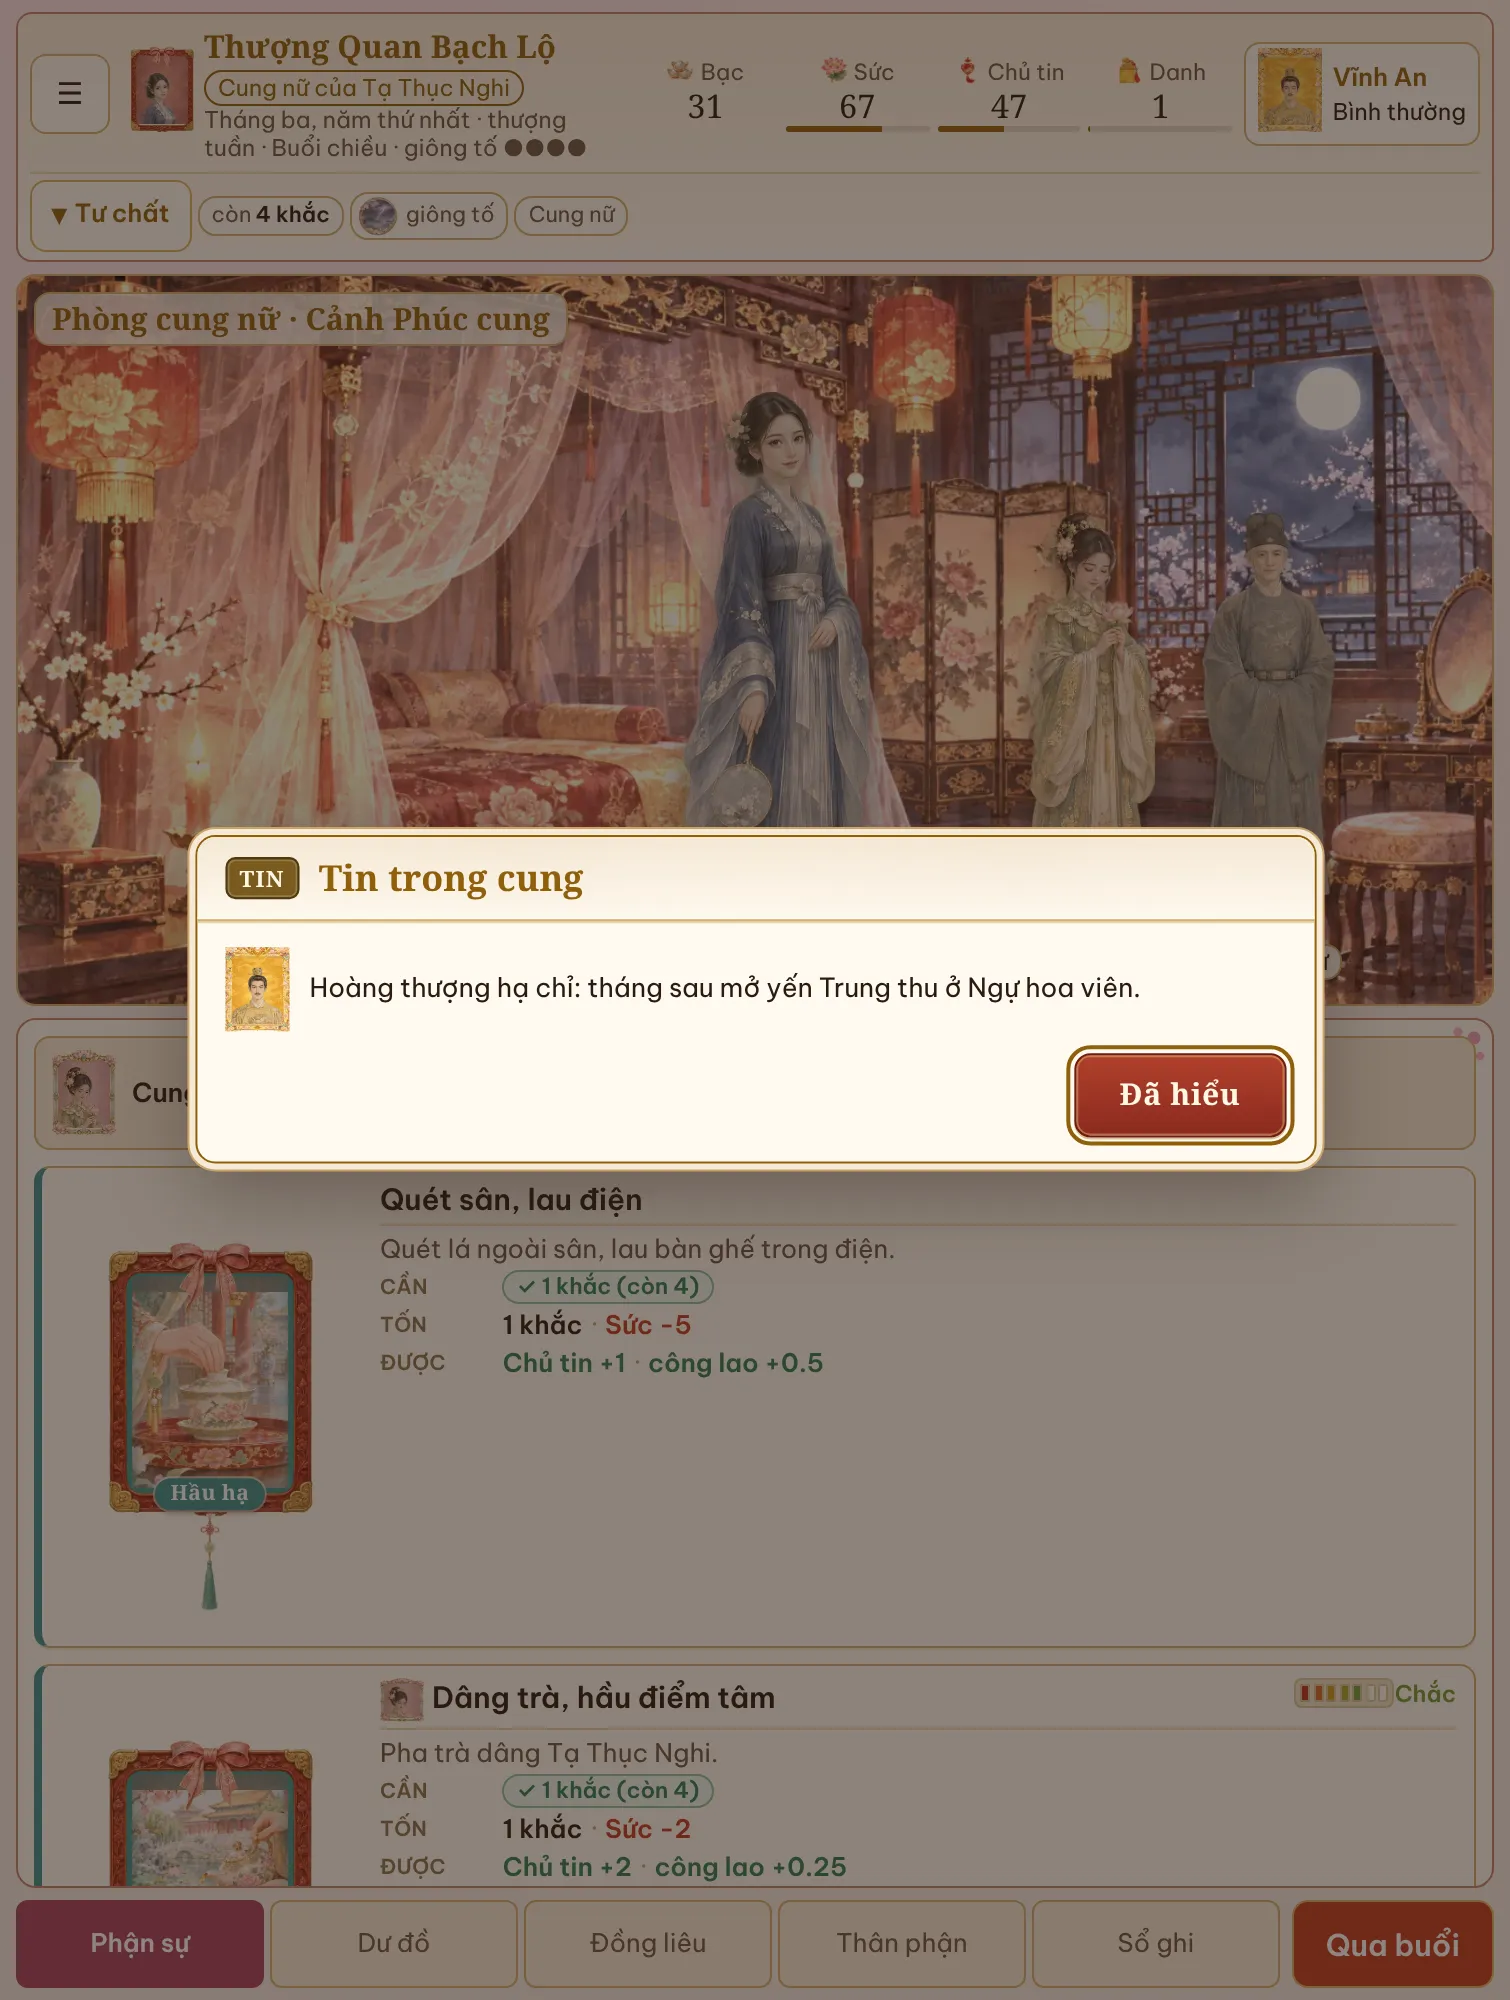 Thượng Quan Bạch Lộ
Cung nữ của Tạ Thục Nghi
Tháng ba, năm thứ nhất · thượng
tuần · Buổi chiều · giông tố
Bạc
31
Sức
67
Chủ tin
47
Danh
1
Vĩnh An
Bình thường
▼ Tư chất
còn 4 khắc
giông tố
Cung nữ
Phòng cung nữ · Cảnh Phúc cung
TIN
Tin trong cung
Hoàng thượng hạ chỉ: tháng sau mở yến Trung thu ở Ngự hoa viên.
Đã hiểu
Quét sân, lau điện
Quét lá ngoài sân, lau bàn ghế trong điện.
CẦN
✓ 1 khắc (còn 4)
TỐN
1 khắc · Sức -5
ĐƯỢC
Chủ tin +1 · công lao +0.5
Hầu hạ
Dâng trà, hầu điểm tâm
Chắc
Pha trà dâng Tạ Thục Nghi.
CẦN
✓ 1 khắc (còn 4)
TỐN
1 khắc · Sức -2
ĐƯỢC
Chủ tin +2 · công lao +0.25
Phận sự
Dư đồ
Đồng liêu
Thân phận
Sổ ghi
Qua buổi